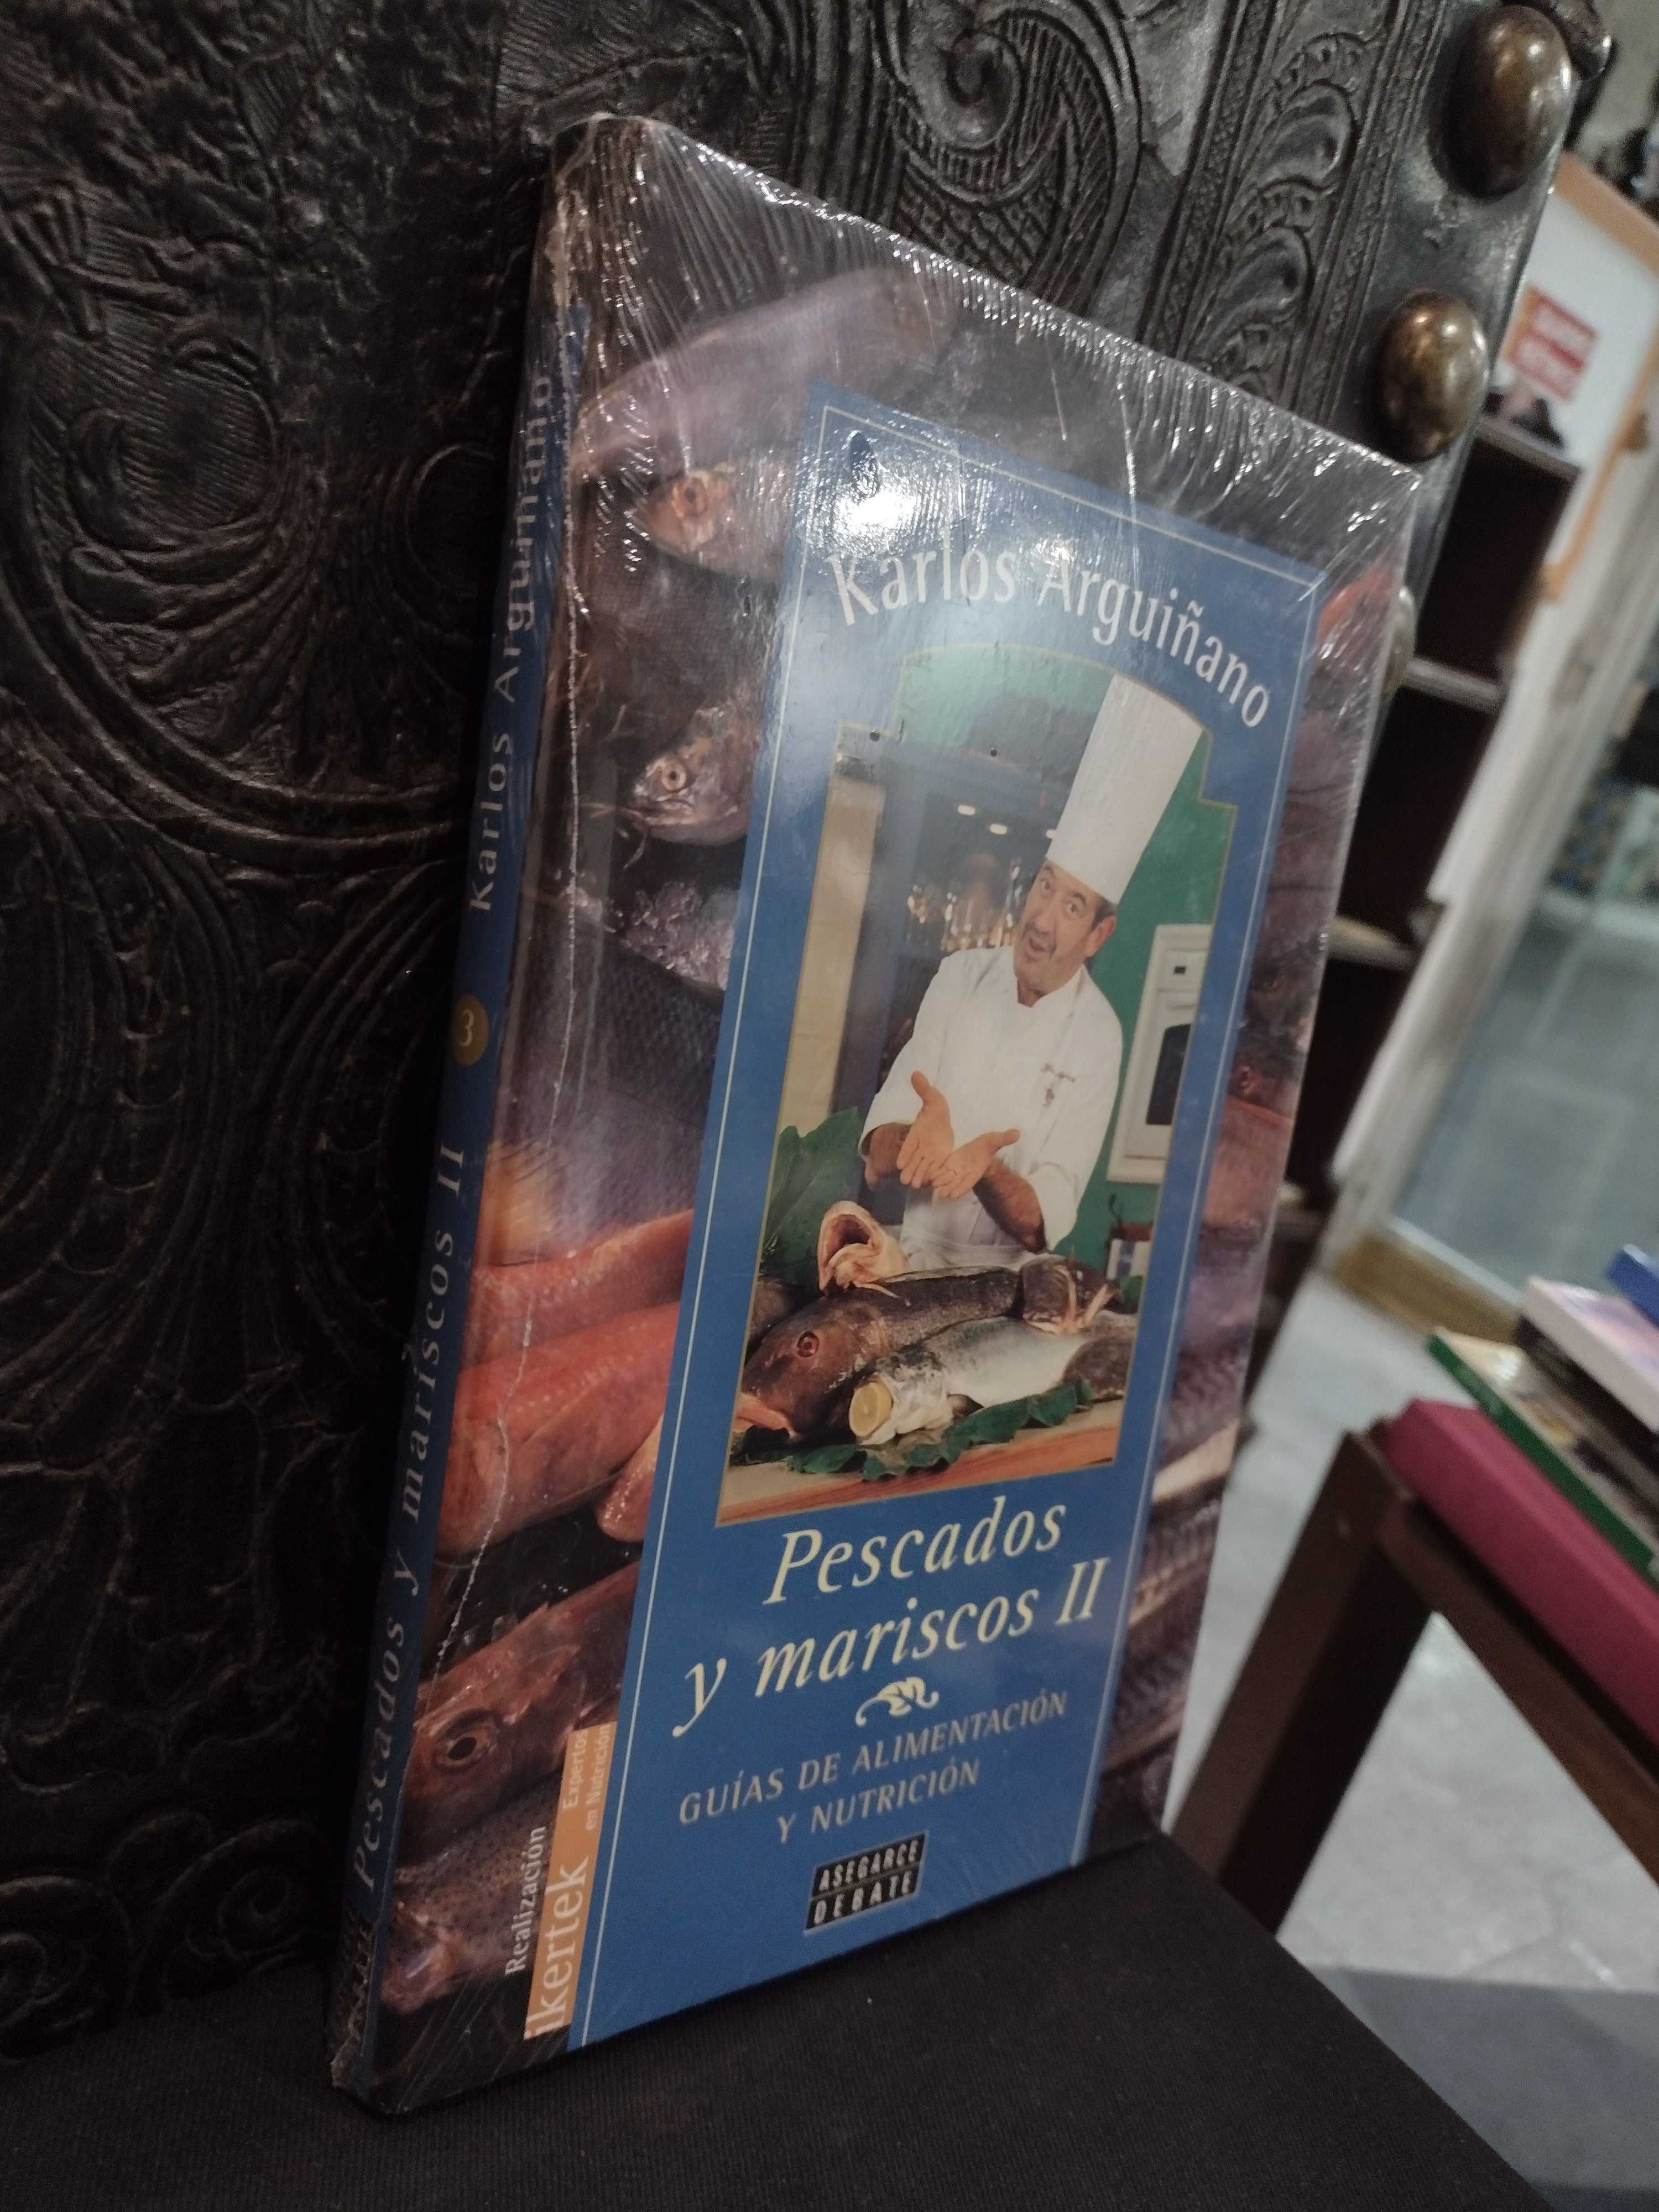 Karlos Arguiñano
Pescados
y mariscos II
GUÍAS DE ALIMENTACIÓN
Y NUTRICIÓN
ASEGARCE
DEBATE
Realización
ikertek
Expertos
en Nutrición
Pescados y mariscos II 3 Karlos Arguiñano